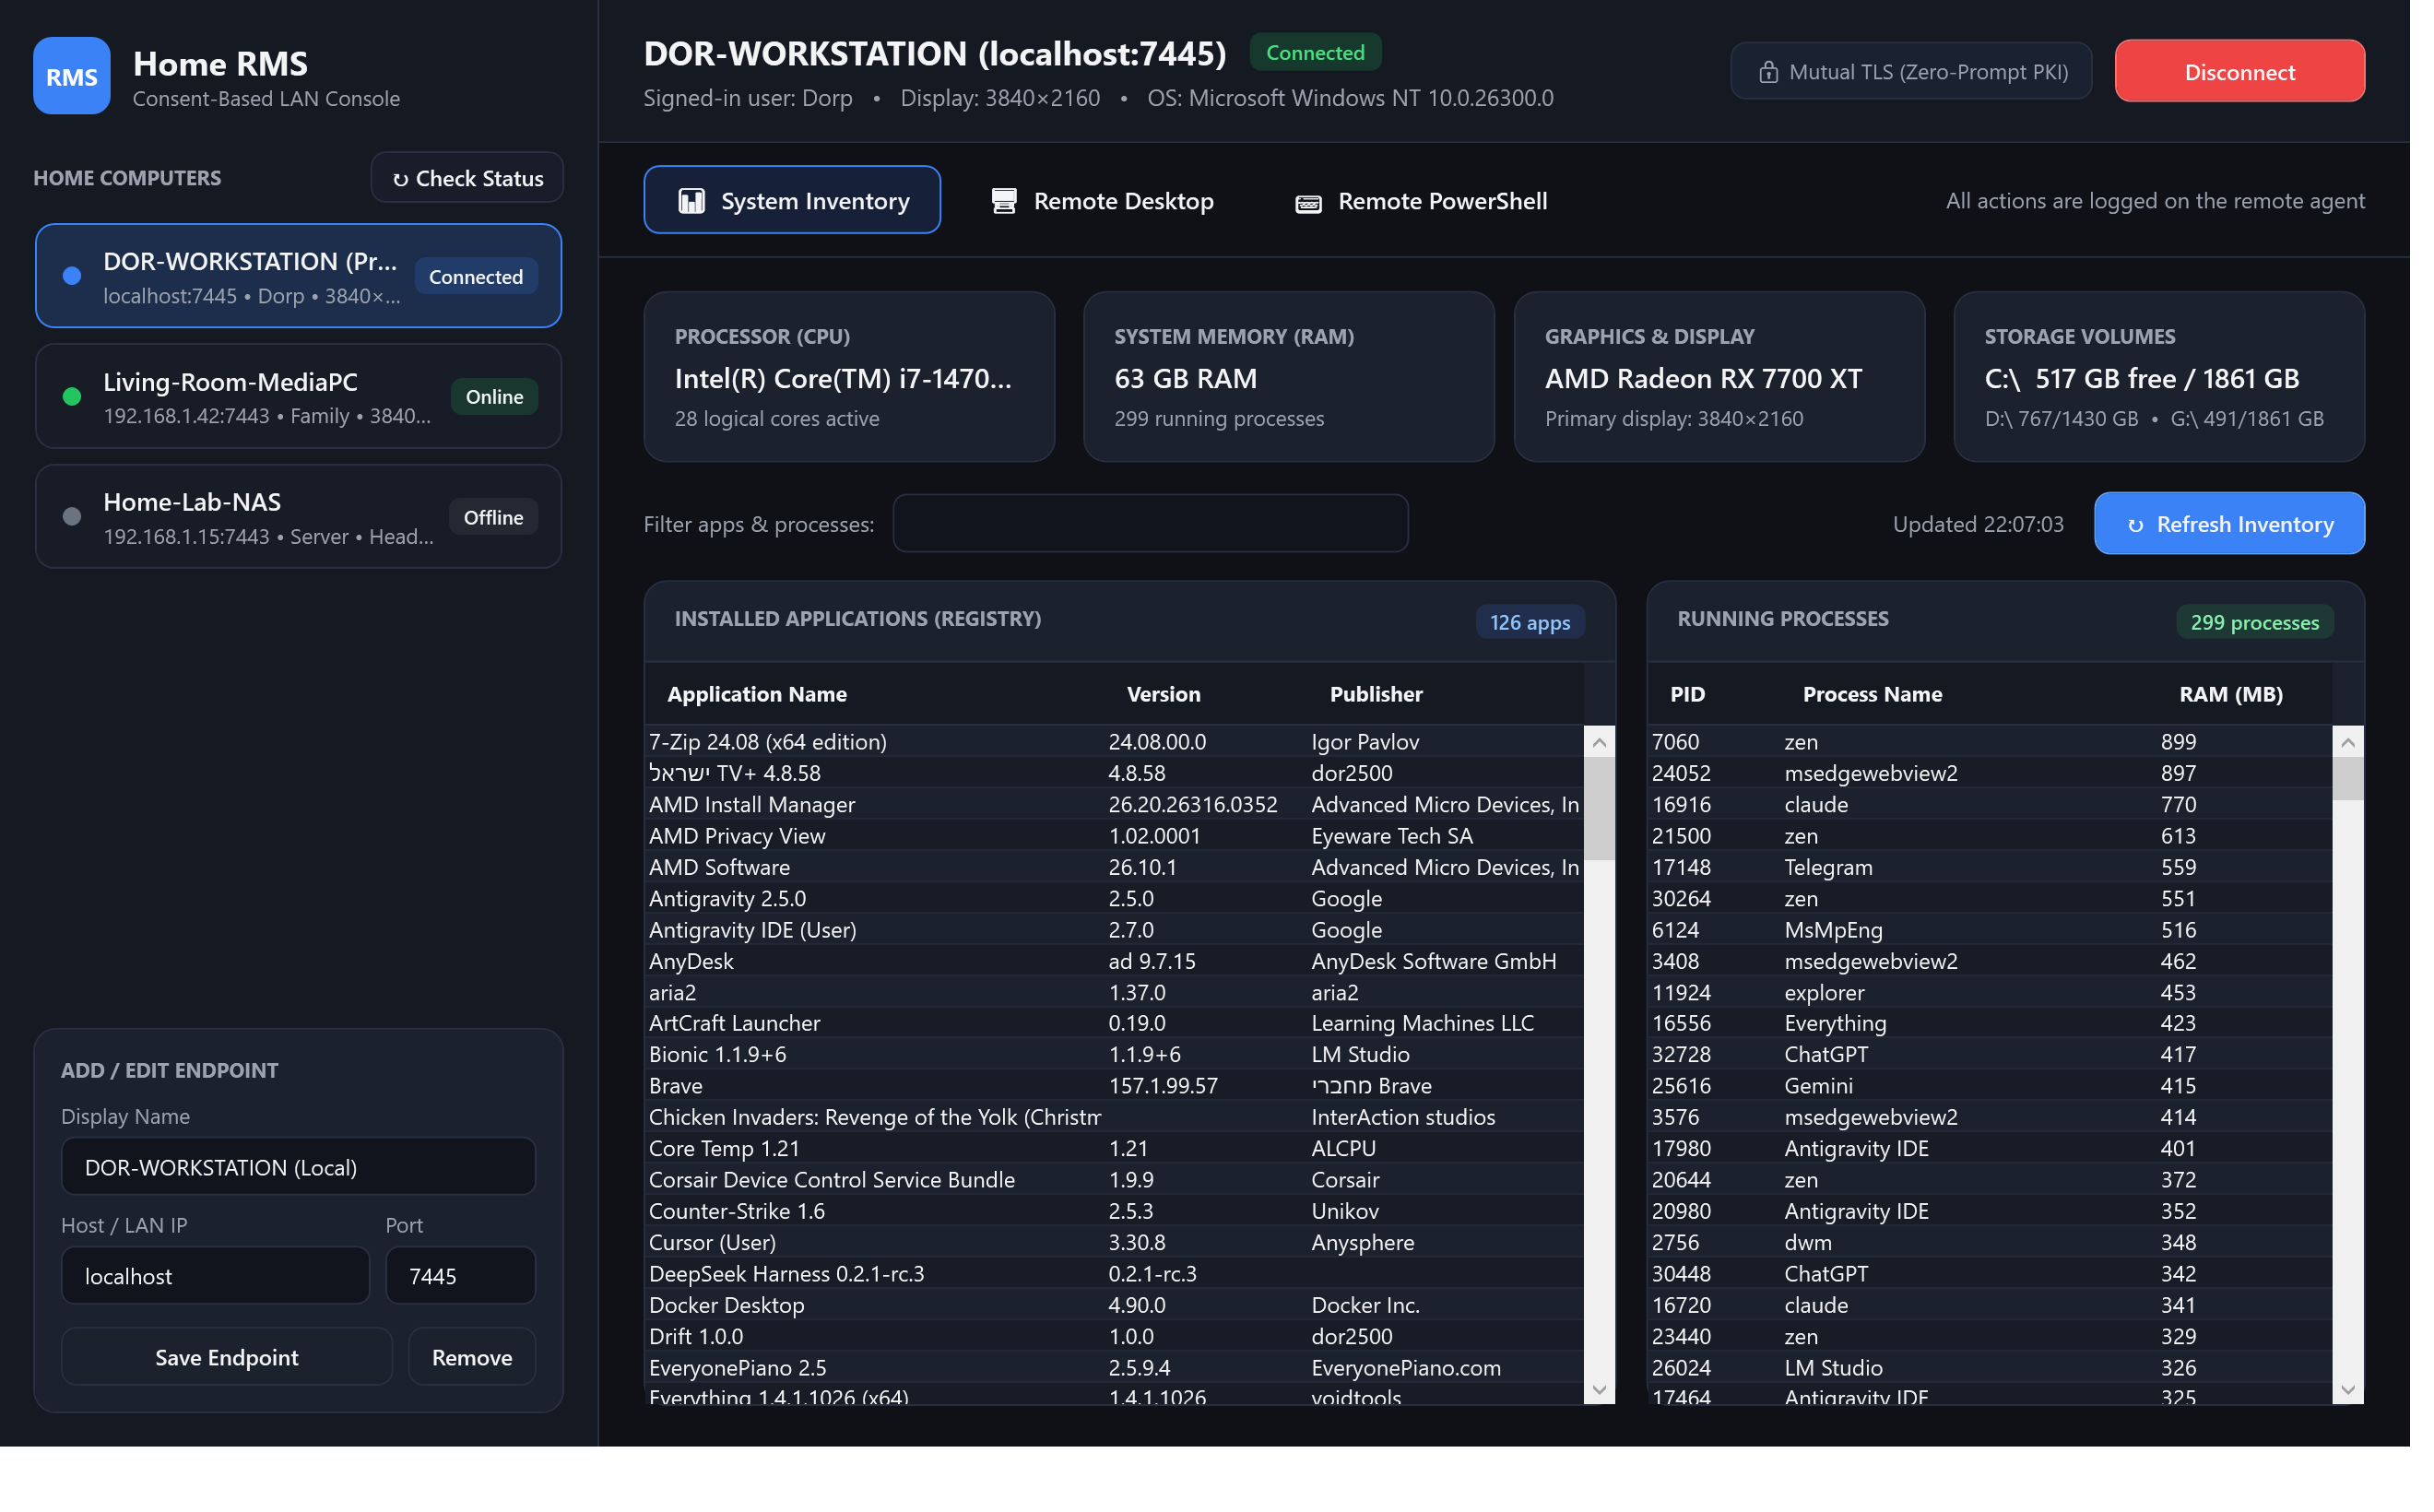 RMS
Home RMS
Consent-Based LAN Console
HOME COMPUTERS
↻ Check Status
DOR-WORKSTATION (Pr...
localhost:7445 • Dorp • 3840×...
Connected
Living-Room-MediaPC
192.168.1.42:7443 • Family • 3840...
Online
Home-Lab-NAS
192.168.1.15:7443 • Server • Head...
Offline
ADD / EDIT ENDPOINT
Display Name
DOR-WORKSTATION (Local)
Host / LAN IP Port
localhost 7445
Save Endpoint Remove
DOR-WORKSTATION (localhost:7445) Connected
Signed-in user: Dorp • Display: 3840×2160 • OS: Microsoft Windows NT 10.0.26300.0
Mutual TLS (Zero-Prompt PKI)
Disconnect
System Inventory Remote Desktop Remote PowerShell
All actions are logged on the remote agent
PROCESSOR (CPU)
Intel(R) Core(TM) i7-1470...
28 logical cores active
SYSTEM MEMORY (RAM)
63 GB RAM
299 running processes
GRAPHICS & DISPLAY
AMD Radeon RX 7700 XT
Primary display: 3840×2160
STORAGE VOLUMES
C:\ 517 GB free / 1861 GB
D:\ 767/1430 GB • G:\ 491/1861 GB
Filter apps & processes:
Updated 22:07:03
↻ Refresh Inventory
INSTALLED APPLICATIONS (REGISTRY) 126 apps
Application Name Version Publisher
7-Zip 24.08 (x64 edition) 24.08.00.0 Igor Pavlov
ישראל TV+ 4.8.58 4.8.58 dor2500
AMD Install Manager 26.20.26316.0352 Advanced Micro Devices, In
AMD Privacy View 1.02.0001 Eyeware Tech SA
AMD Software 26.10.1 Advanced Micro Devices, In
Antigravity 2.5.0 2.5.0 Google
Antigravity IDE (User) 2.7.0 Google
AnyDesk ad 9.7.15 AnyDesk Software GmbH
aria2 1.37.0 aria2
ArtCraft Launcher 0.19.0 Learning Machines LLC
Bionic 1.1.9+6 1.1.9+6 LM Studio
Brave 157.1.99.57 מחברי Brave
Chicken Invaders: Revenge of the Yolk (Christm InterAction studios
Core Temp 1.21 1.21 ALCPU
Corsair Device Control Service Bundle 1.9.9 Corsair
Counter-Strike 1.6 2.5.3 Unikov
Cursor (User) 3.30.8 Anysphere
DeepSeek Harness 0.2.1-rc.3 0.2.1-rc.3
Docker Desktop 4.90.0 Docker Inc.
Drift 1.0.0 1.0.0 dor2500
EveryonePiano 2.5 2.5.9.4 EveryonePiano.com
Everything 1.4.1.1026 (x64) 1.4.1.1026 voidtools
RUNNING PROCESSES 299 processes
PID Process Name RAM (MB)
7060 zen 899
24052 msedgewebview2 897
16916 claude 770
21500 zen 613
17148 Telegram 559
30264 zen 551
6124 MsMpEng 516
3408 msedgewebview2 462
11924 explorer 453
16556 Everything 423
32728 ChatGPT 417
25616 Gemini 415
3576 msedgewebview2 414
17980 Antigravity IDE 401
20644 zen 372
20980 Antigravity IDE 352
2756 dwm 348
30448 ChatGPT 342
16720 claude 341
23440 zen 329
26024 LM Studio 326
17464 Antigravity IDE 325